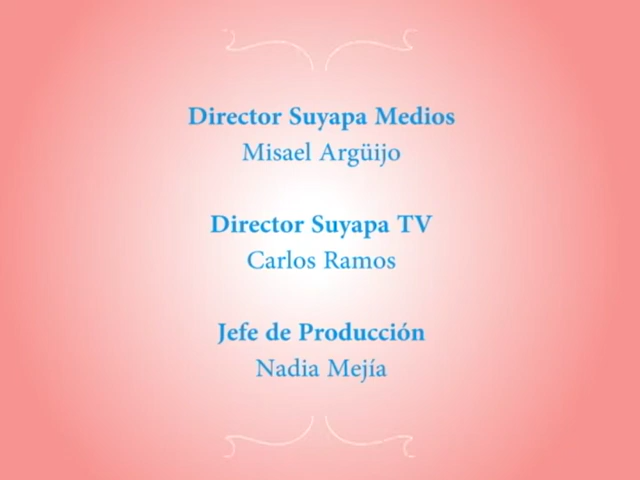 Director Suyapa Medios
Misael Argüijo
Director Suyapa TV
Carlos Ramos
Jefe de Producción
Nadia Mejía